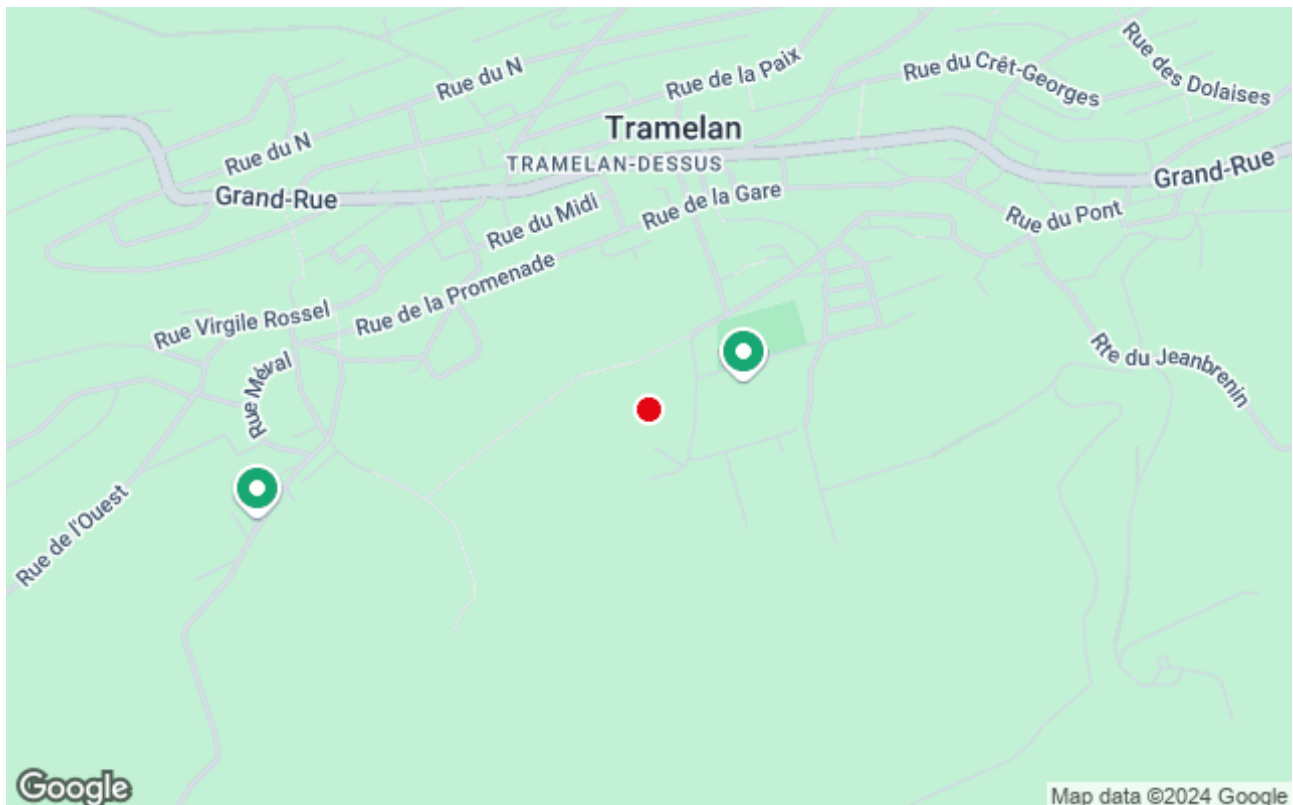 Rue des Dolaises
Rue du N
Rue de la Paix
Rue du Crêt-Georges
Tramelan
TRAMELAN-DESSUS
Rue du N
Grand-Rue
Grand-Rue
Rue de la Gare
Rue du Midi
Rue du Pont
Rue de la Promenade
Rue Virgile Rossel
Rue Méval
Rte du Jeanbrenin
Rue de l'Ouest
Google
Map data ©2024 Google